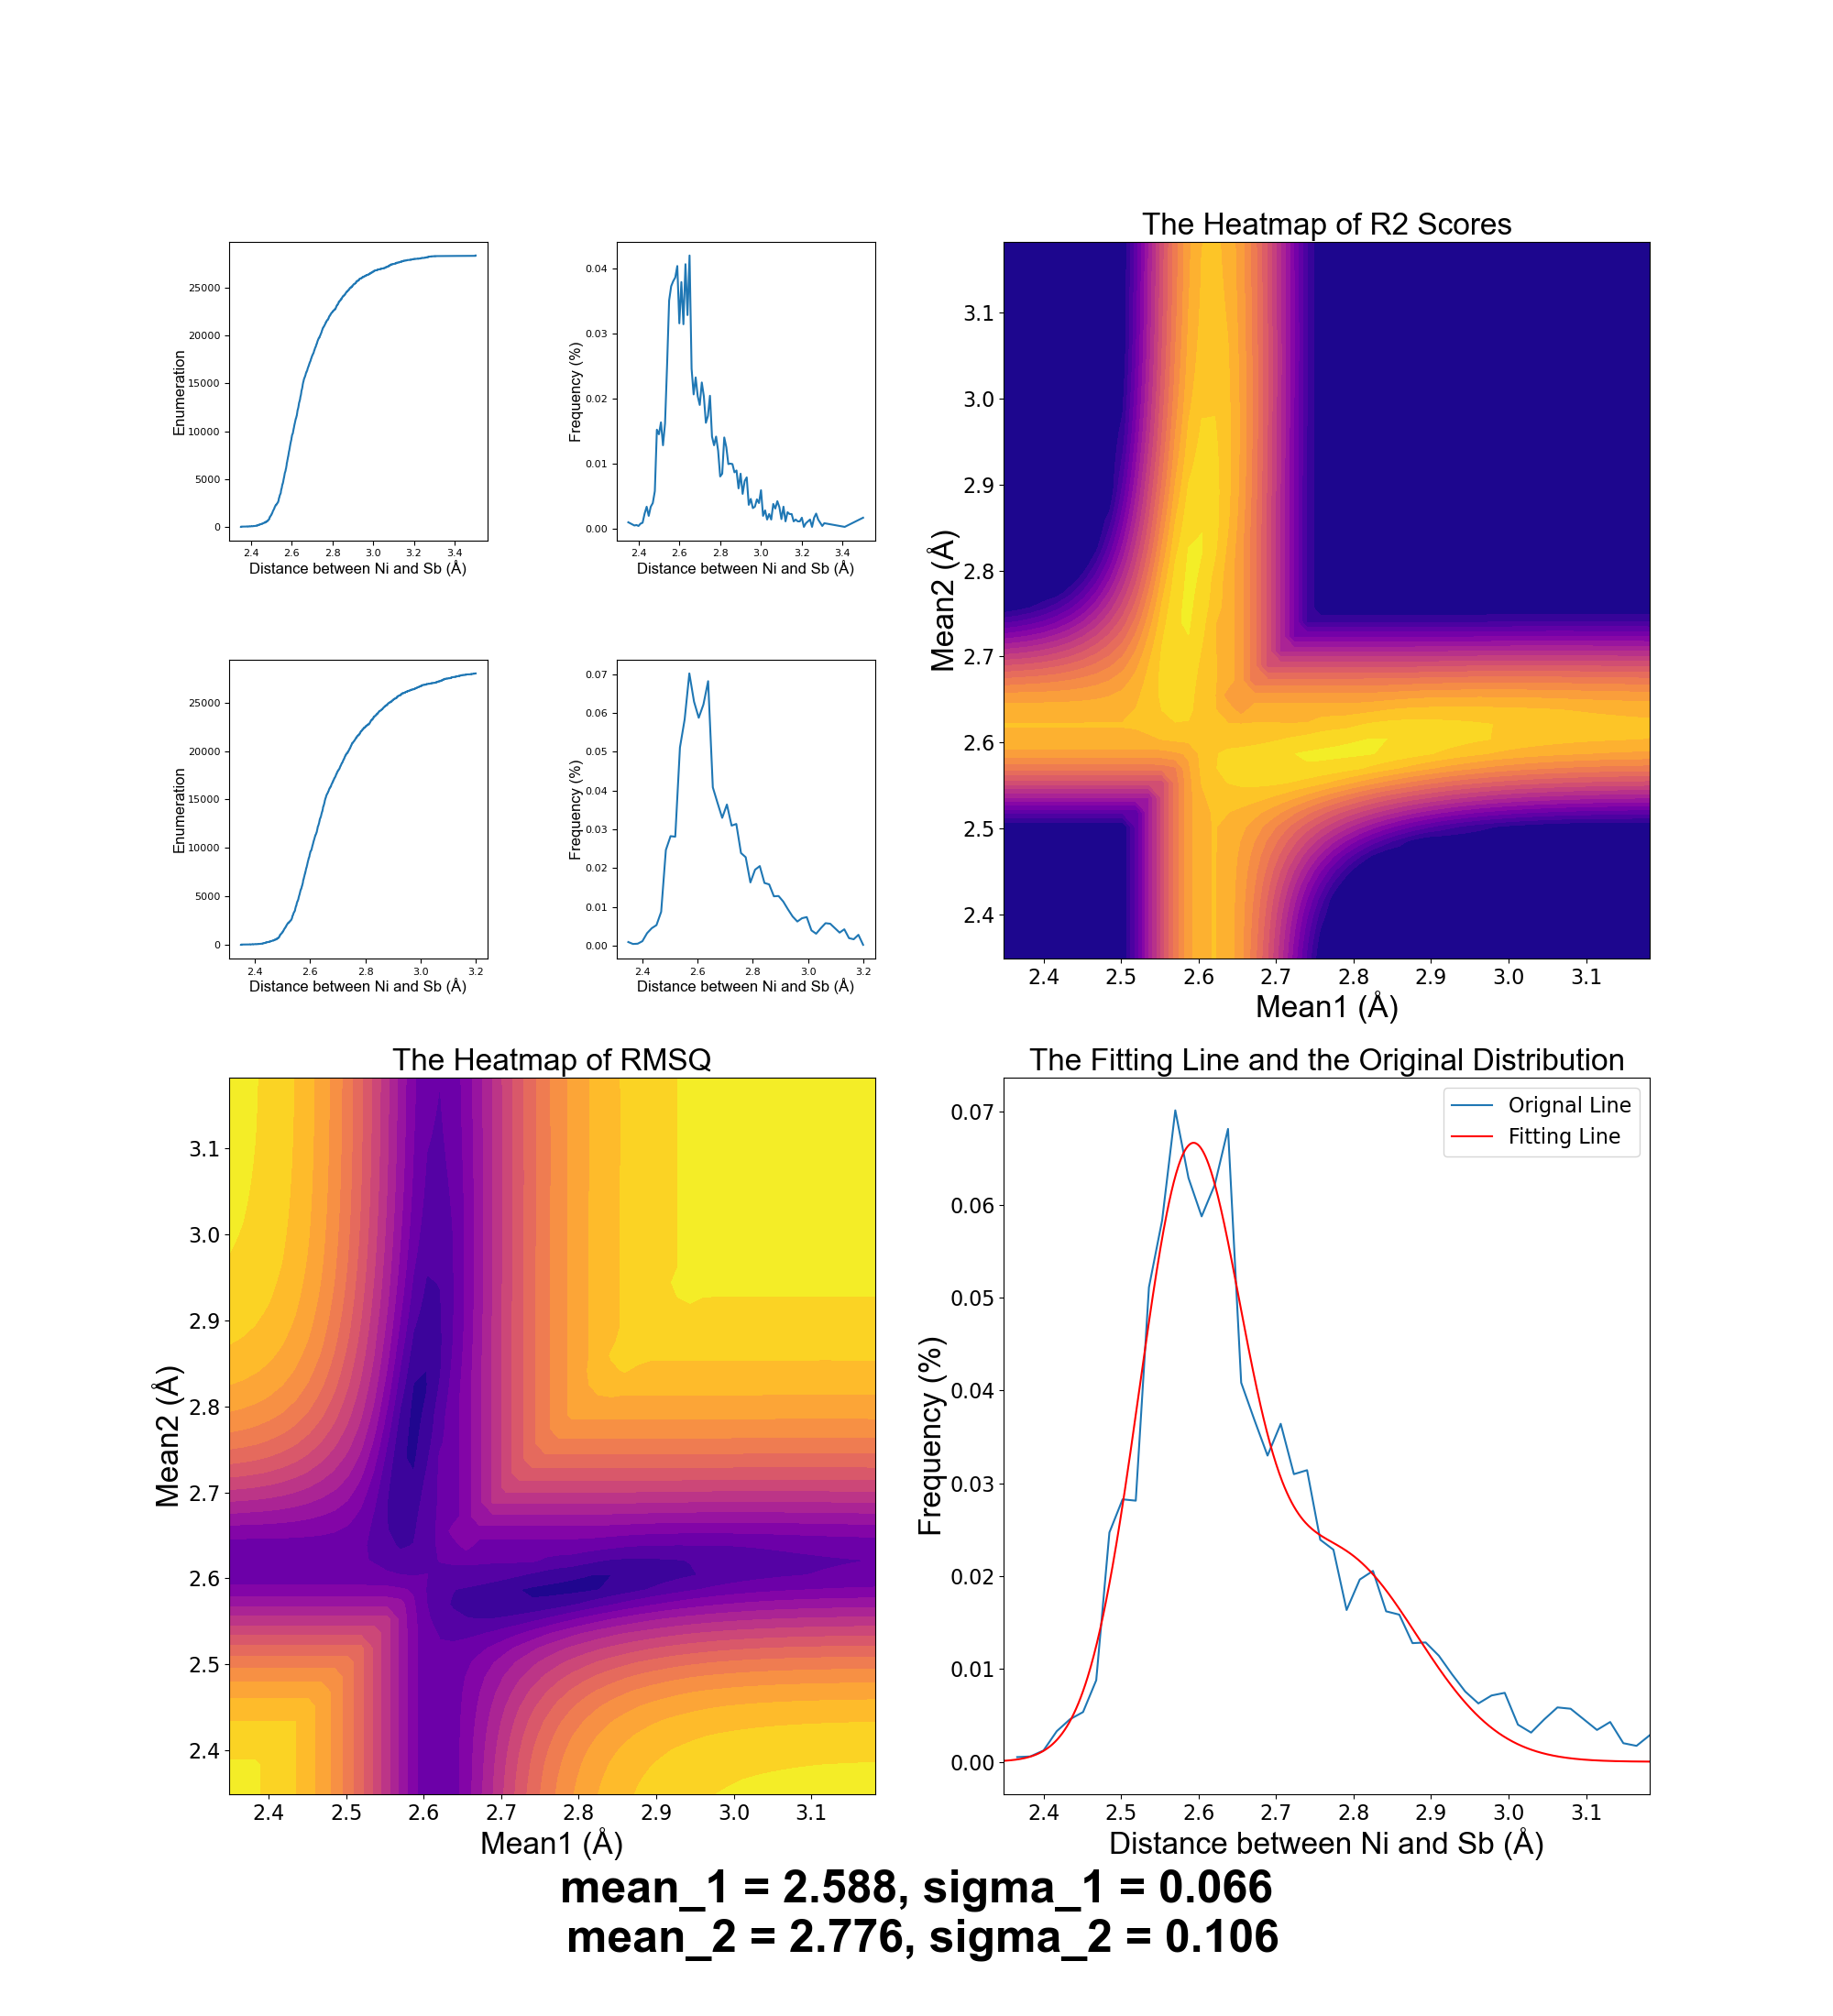 25000
20000
15000
10000
5000
0
Enumeration
2.4 2.6 2.8 3.0 3.2 3.4
Distance between Ni and Sb (Å)
0.04
0.03
0.02
0.01
0.00
Frequency (%)
2.4 2.6 2.8 3.0 3.2 3.4
Distance between Ni and Sb (Å)
25000
20000
15000
10000
5000
0
Enumeration
2.4 2.6 2.8 3.0 3.2
Distance between Ni and Sb (Å)
0.07
0.06
0.05
0.04
0.03
0.02
0.01
0.00
Frequency (%)
2.4 2.6 2.8 3.0 3.2
Distance between Ni and Sb (Å)
The Heatmap of R2 Scores
3.1
3.0
2.9
2.8
2.7
2.6
2.5
2.4
Mean2 (Å)
2.4 2.5 2.6 2.7 2.8 2.9 3.0 3.1
Mean1 (Å)
The Heatmap of RMSQ
3.1
3.0
2.9
2.8
2.7
2.6
2.5
2.4
Mean2 (Å)
2.4 2.5 2.6 2.7 2.8 2.9 3.0 3.1
Mean1 (Å)
The Fitting Line and the Original Distribution
Orignal Line
Fitting Line
0.07
0.06
0.05
0.04
0.03
0.02
0.01
0.00
Frequency (%)
2.4 2.5 2.6 2.7 2.8 2.9 3.0 3.1
Distance between Ni and Sb (Å)
mean_1 = 2.588, sigma_1 = 0.066
mean_2 = 2.776, sigma_2 = 0.106